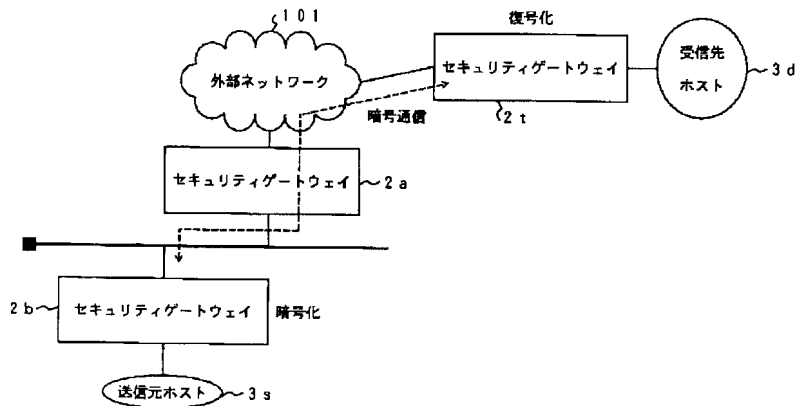 101
復号化
外部ネットワーク
セキュリティゲートウェイ
受信先
ホスト
3d
2t
暗号通信
セキュリティゲートウェイ
2a
2b
セキュリティゲートウェイ
暗号化
送信元ホスト
3s